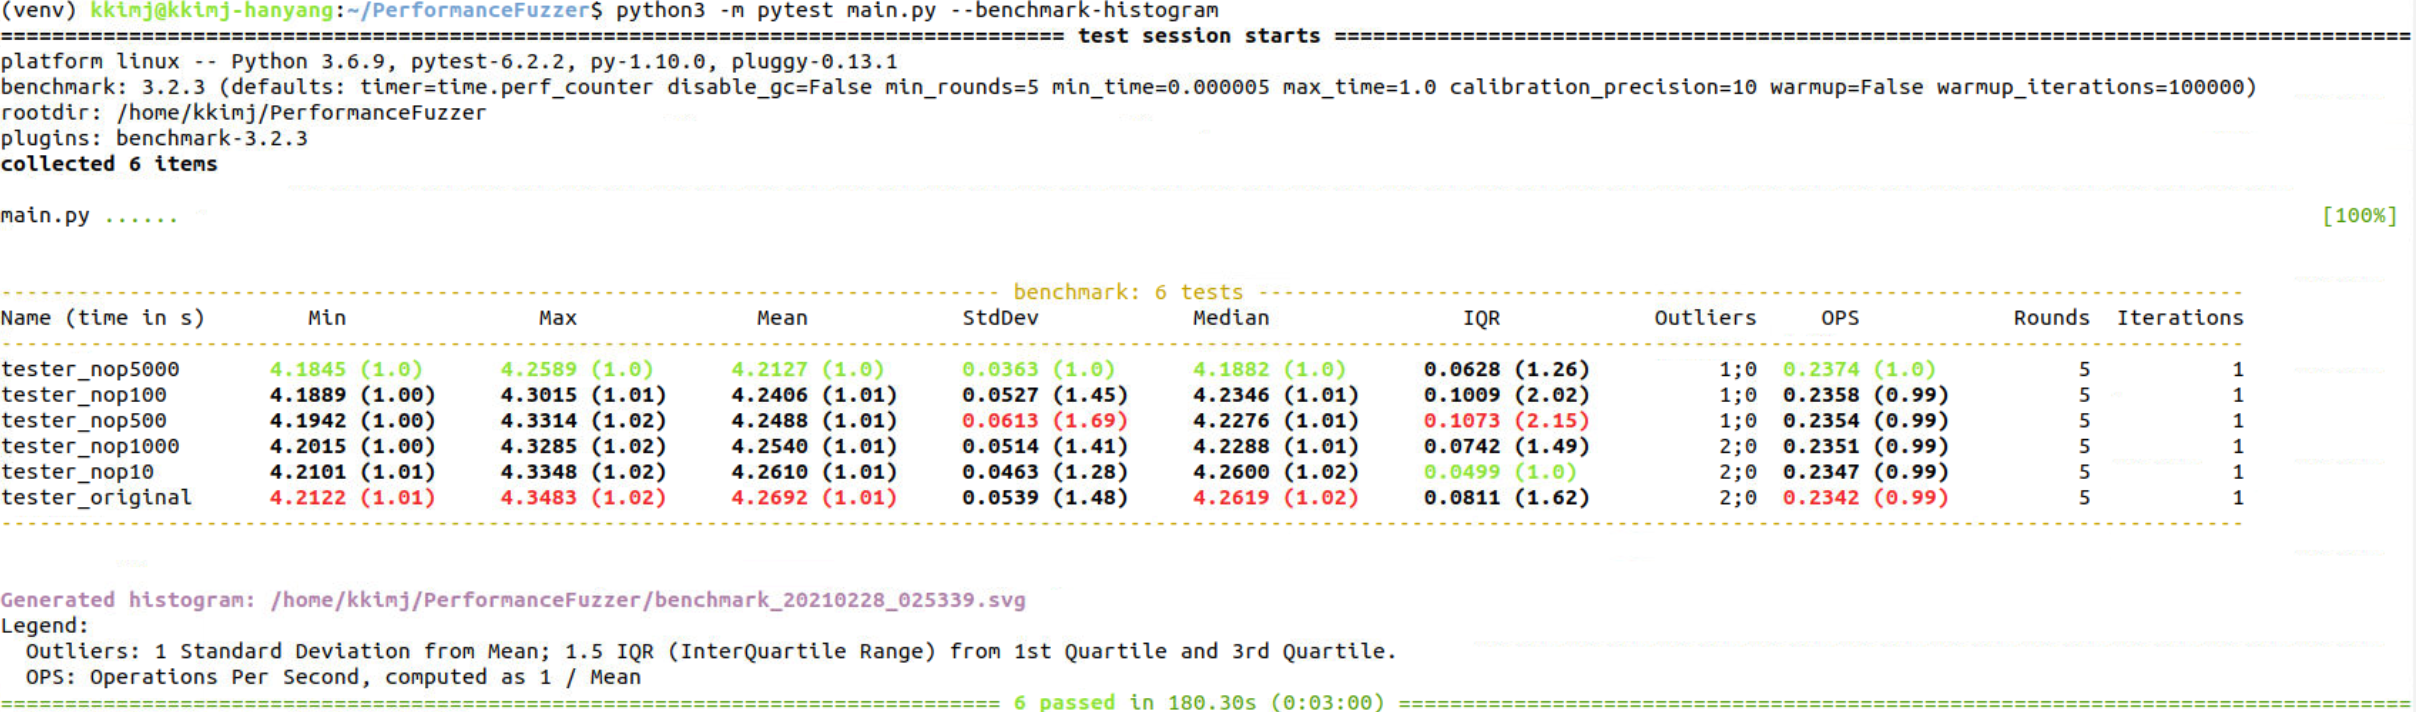 (venv) kkimj@kkimj-hanyang:~/PerformanceFuzzer$ python3 -m pytest main.py --benchmark-histogram
=================================================================================== test session starts ====================================================================================
platform linux -- Python 3.6.9, pytest-6.2.2, py-1.10.0, pluggy-0.13.1
benchmark: 3.2.3 (defaults: timer=time.perf_counter disable_gc=False min_rounds=5 min_time=0.000005 max_time=1.0 calibration_precision=10 warmup=False warmup_iterations=100000)
rootdir: /home/kkimj/PerformanceFuzzer
plugins: benchmark-3.2.3
collected 6 items
main.py ...... [100%]
------------------------------------------------------------------------------ benchmark: 6 tests -----------------------------------------------------------------------------
Name (time in s) Min Max Mean StdDev Median IQR Outliers OPS Rounds Iterations
-------------------------------------------------------------------------------------------------------------------------------------------------------------------------------
tester_nop5000 4.1845 (1.0) 4.2589 (1.0) 4.2127 (1.0) 0.0363 (1.0) 4.1882 (1.0) 0.0628 (1.26) 1;0 0.2374 (1.0) 5 1
tester_nop100 4.1889 (1.00) 4.3015 (1.01) 4.2406 (1.01) 0.0527 (1.45) 4.2346 (1.01) 0.1009 (2.02) 1;0 0.2358 (0.99) 5 1
tester_nop500 4.1942 (1.00) 4.3314 (1.02) 4.2488 (1.01) 0.0613 (1.69) 4.2276 (1.01) 0.1073 (2.15) 1;0 0.2354 (0.99) 5 1
tester_nop1000 4.2015 (1.00) 4.3285 (1.02) 4.2540 (1.01) 0.0514 (1.41) 4.2288 (1.01) 0.0742 (1.49) 2;0 0.2351 (0.99) 5 1
tester_nop10 4.2101 (1.01) 4.3348 (1.02) 4.2610 (1.01) 0.0463 (1.28) 4.2600 (1.02) 0.0499 (1.0) 2;0 0.2347 (0.99) 5 1
tester_original 4.2122 (1.01) 4.3483 (1.02) 4.2692 (1.01) 0.0539 (1.48) 4.2619 (1.02) 0.0811 (1.62) 2;0 0.2342 (0.99) 5 1
-------------------------------------------------------------------------------------------------------------------------------------------------------------------------------
Generated histogram: /home/kkimj/PerformanceFuzzer/benchmark_20210228_025339.svg
Legend:
Outliers: 1 Standard Deviation from Mean; 1.5 IQR (InterQuartile Range) from 1st Quartile and 3rd Quartile.
OPS: Operations Per Second, computed as 1 / Mean
============================================================================== 6 passed in 180.30s (0:03:00) ===============================================================================